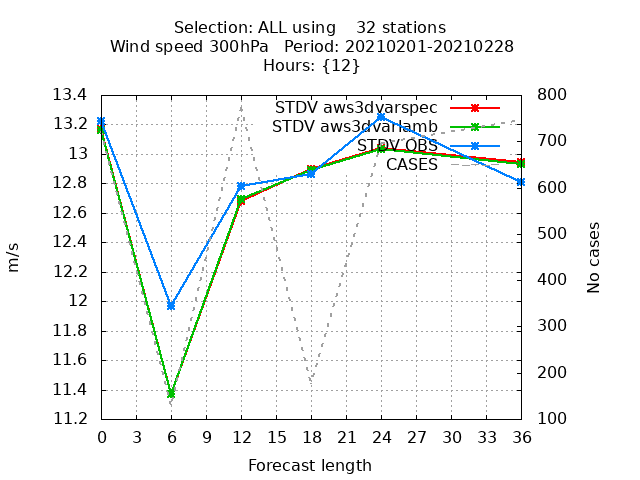 Selection: ALL using    32 stations
Wind speed 300hPa   Period: 20210201-20210228
Hours: {12}
STDV aws3dvarspec
STDV aws3dvarlamb
STDV OBS
CASES
13.4
13.2
13
12.8
12.6
12.4
12.2
12
11.8
11.6
11.4
11.2
800
700
600
500
400
300
200
100
m/s
No cases
0 3 6 9 12 15 18 21 24 27 30 33 36
Forecast length